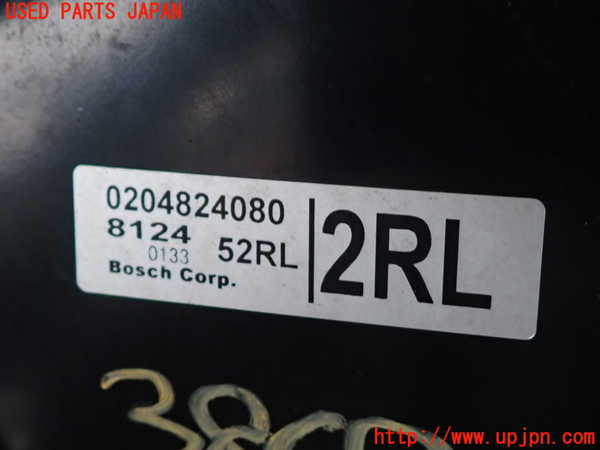 USED PARTS JAPAN
0204824080
8124
0133 52RL
Bosch Corp.
2RL
http://www.upjpn.com/